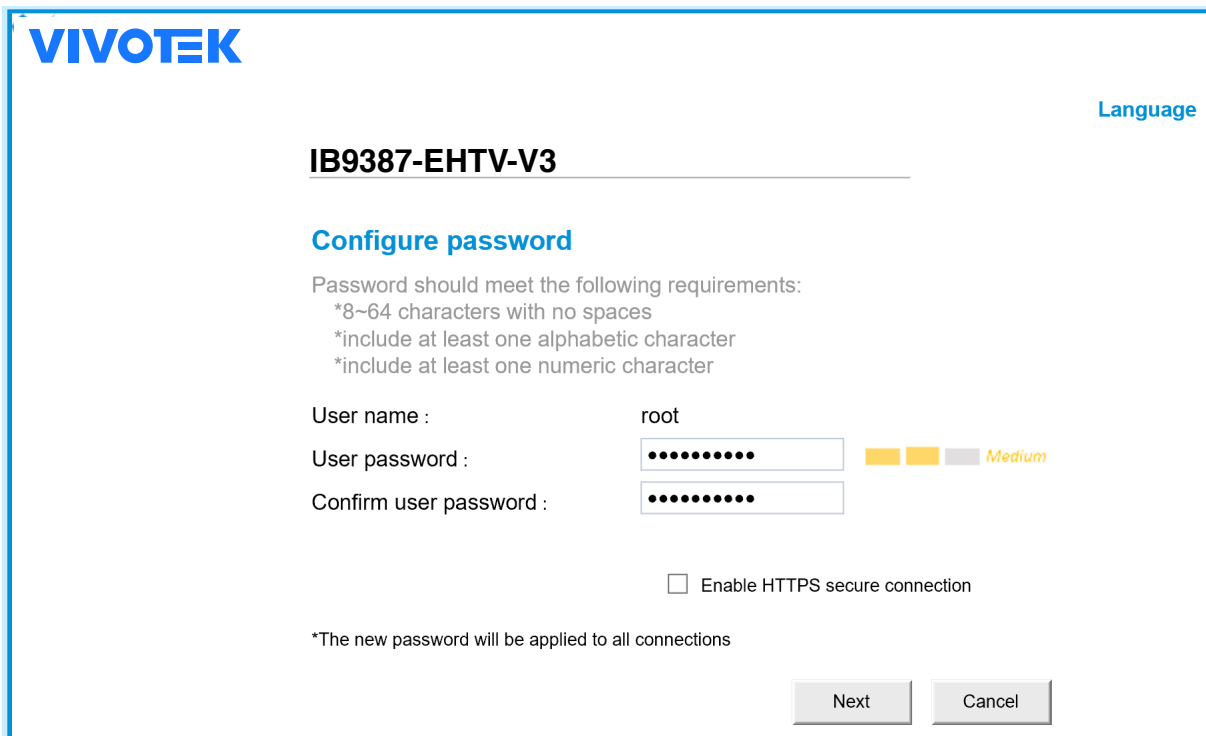 VIVOTEK
Language
IB9387-EHTV-V3
Configure password
Password should meet the following requirements:
*8~64 characters with no spaces
*include at least one alphabetic character
*include at least one numeric character
User name : root
User password : ●●●●●●●●●● Medium
Confirm user password : ●●●●●●●●●●
Enable HTTPS secure connection
*The new password will be applied to all connections
Next Cancel